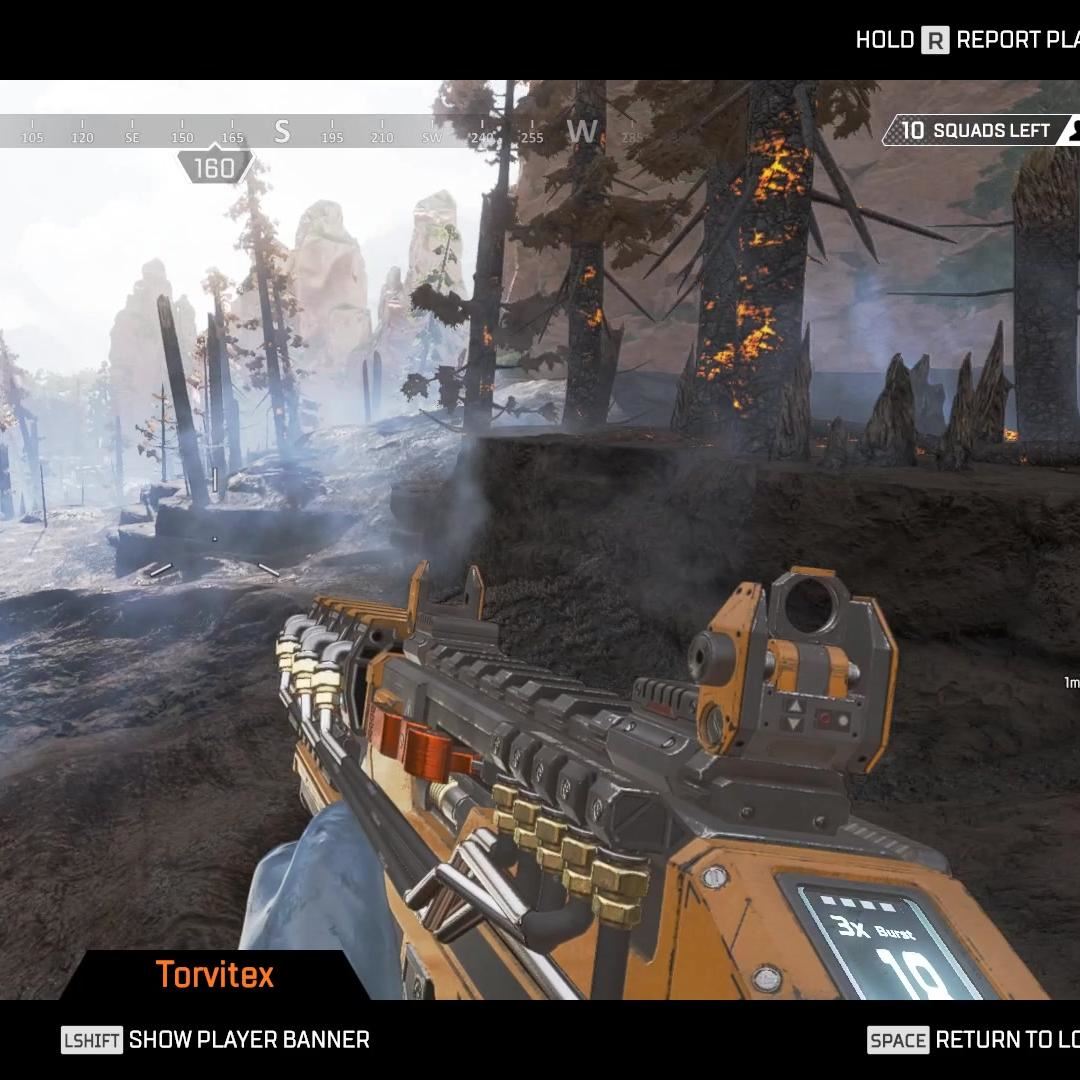 HOLD R REPORT PLA
105 120 SE 150 165 S 195 210 SW 240 255 W 285
10 SQUADS LEFT
160
1m
3x Burst
Torvitex
LSHIFT SHOW PLAYER BANNER
SPACE RETURN TO LO